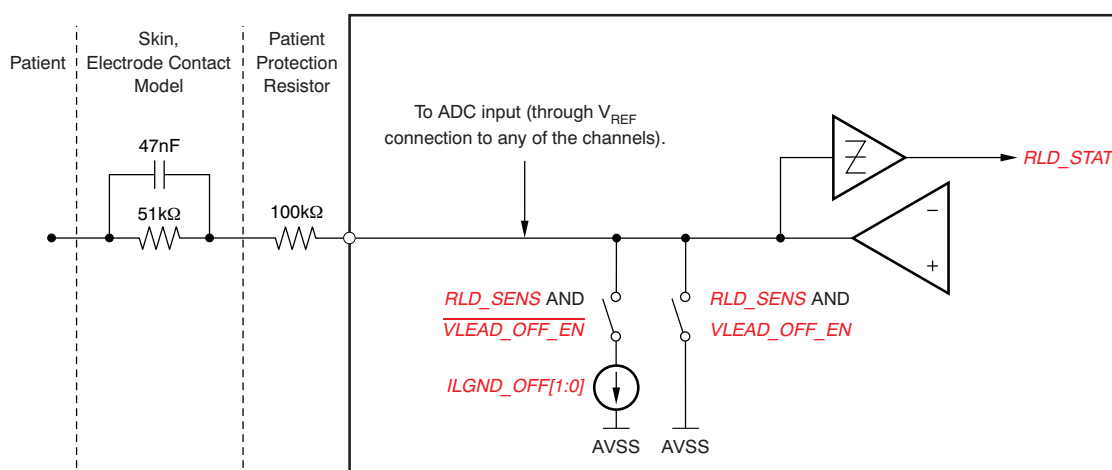 Patient
Skin,
Electrode Contact
Model
Patient
Protection
Resistor
47nF
51kΩ
100kΩ
To ADC input (through VREF
connection to any of the channels).
RLD_STAT
−
+
RLD_SENS AND
VLEAD_OFF_EN
RLD_SENS AND
VLEAD_OFF_EN
ILGND_OFF[1:0]
AVSS
AVSS